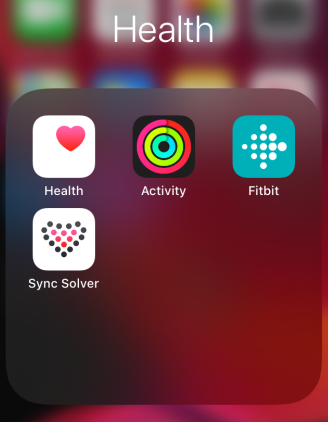 Health
Health
Activity
Fitbit
Sync Solver